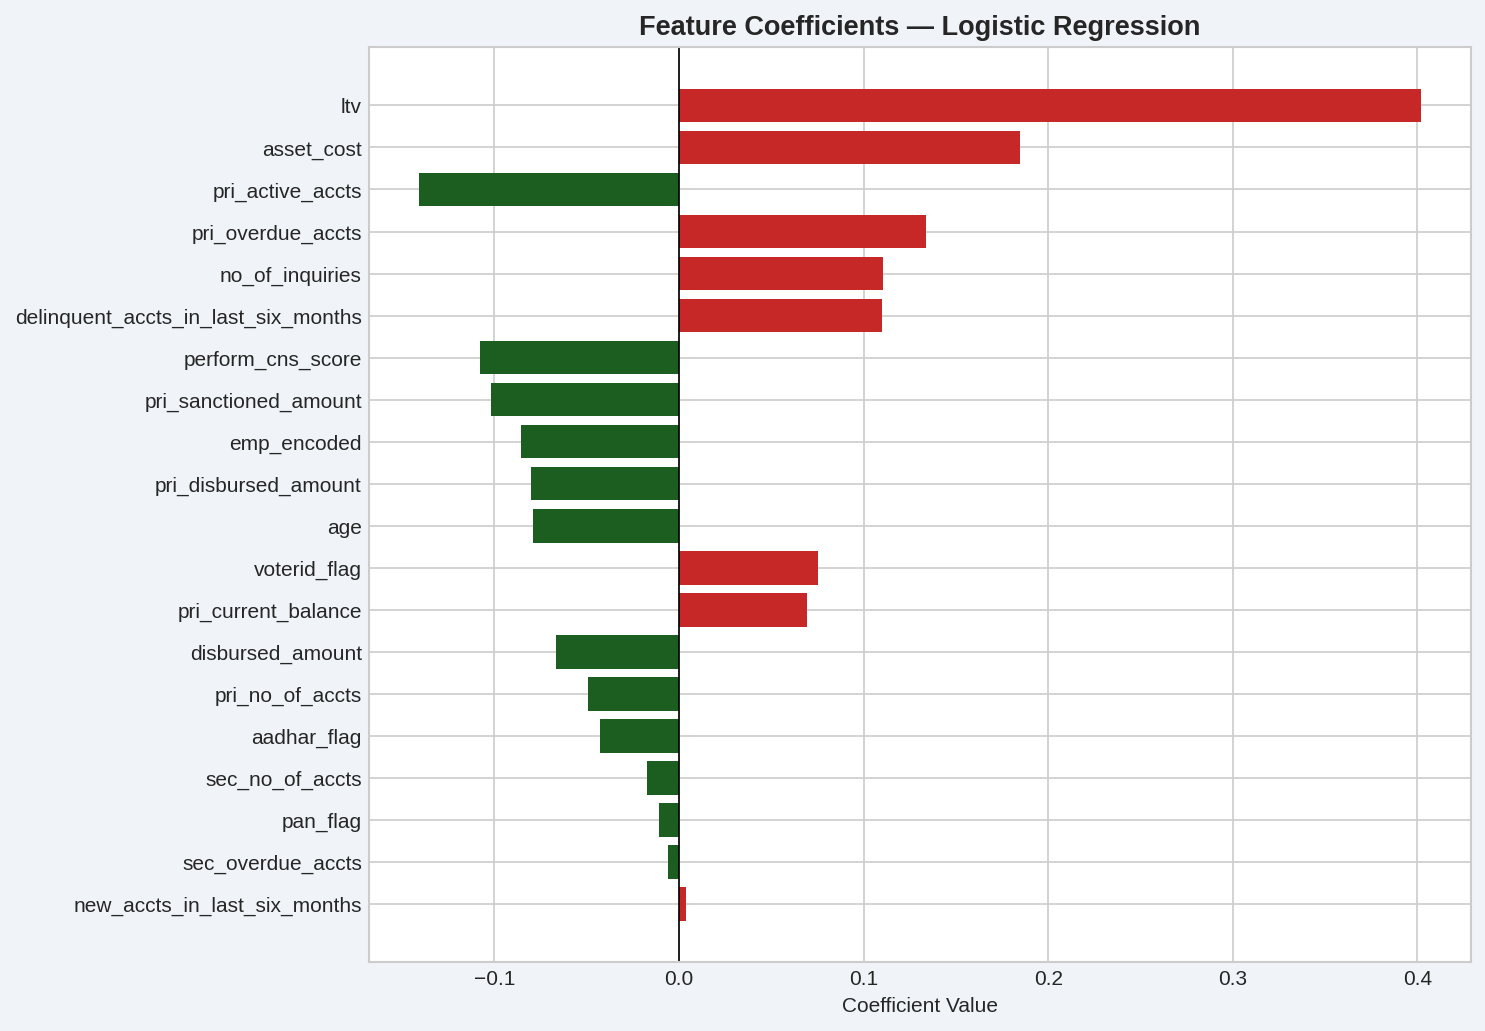 Feature Coefficients — Logistic Regression
ltv
asset_cost
pri_active_accts
pri_overdue_accts
no_of_inquiries
delinquent_accts_in_last_six_months
perform_cns_score
pri_sanctioned_amount
emp_encoded
pri_disbursed_amount
age
voterid_flag
pri_current_balance
disbursed_amount
pri_no_of_accts
aadhar_flag
sec_no_of_accts
pan_flag
sec_overdue_accts
new_accts_in_last_six_months
−0.1 0.0 0.1 0.2 0.3 0.4
Coefficient Value